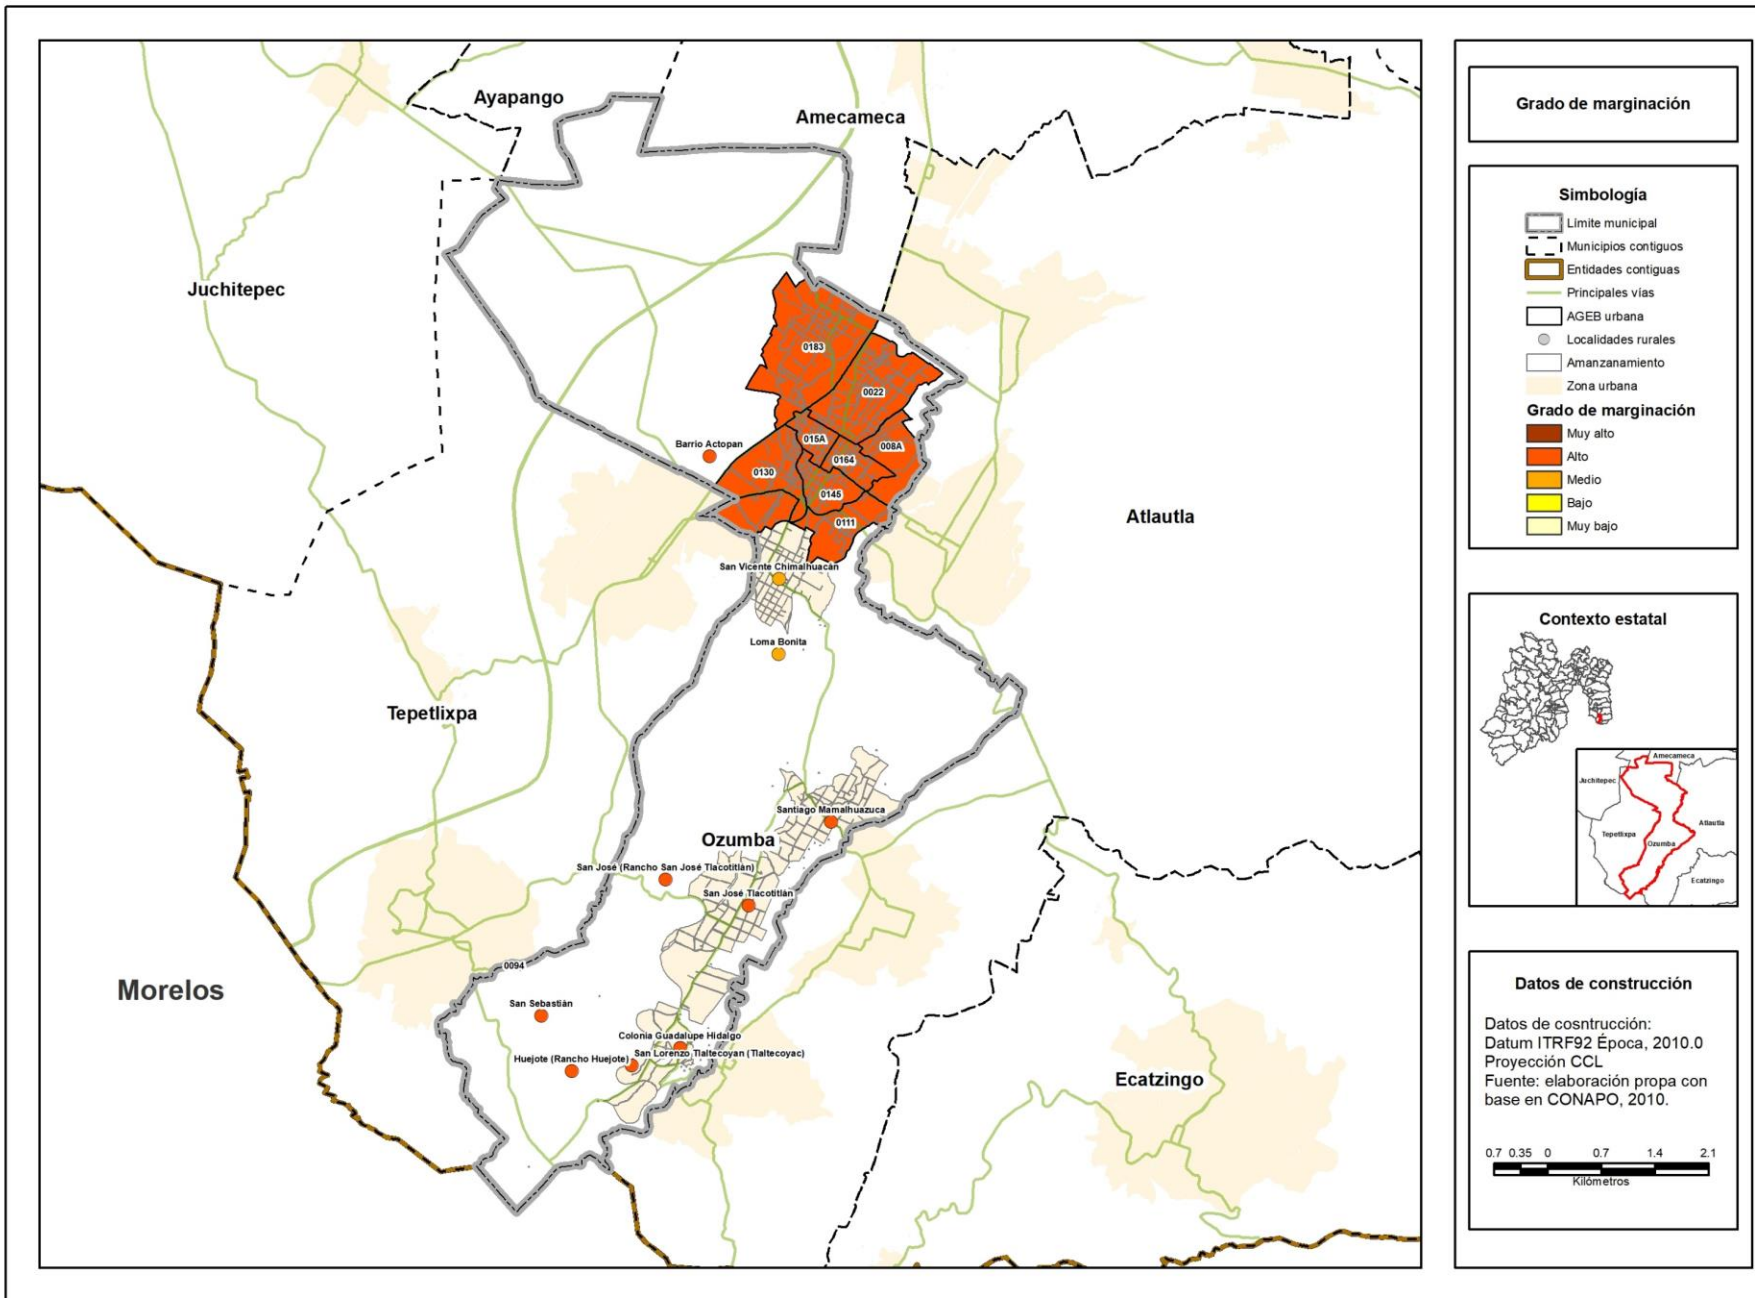 Ayapango
Amecameca
Juchitepec
0183
0022
015A
008A
0164
0130
0145
0111
Barrio Actopan
Atlautla
San Vicente Chimalhuacán
Loma Bonita
Tepetlixpa
Santiago Mamalhuazuca
Ozumba
San José (Rancho San José Tlacotitlán)
San José Tlacotitlán
0094
Morelos
San Sebastián
Colonia Guadalupe Hidalgo
San Lorenzo Tlaltecoyan (Tlaltecoyac)
Huejote (Rancho Huejote)
Ecatzingo
Grado de marginación
Simbología
Límite municipal
Municipios contiguos
Entidades contiguas
Principales vías
AGEB urbana
Localidades rurales
Amanzanamiento
Zona urbana
Grado de marginación
Muy alto
Alto
Medio
Bajo
Muy bajo
Contexto estatal
Amecameca
Juchitepec
Tepetlixpa
Atlautla
Ozumba
Ecatzingo
Datos de construcción
Datos de cosntrucción:
Datum ITRF92 Época, 2010.0
Proyección CCL
Fuente: elaboración propa con
base en CONAPO, 2010.
0.7 0.35 0 0.7 1.4 2.1
Kilómetros